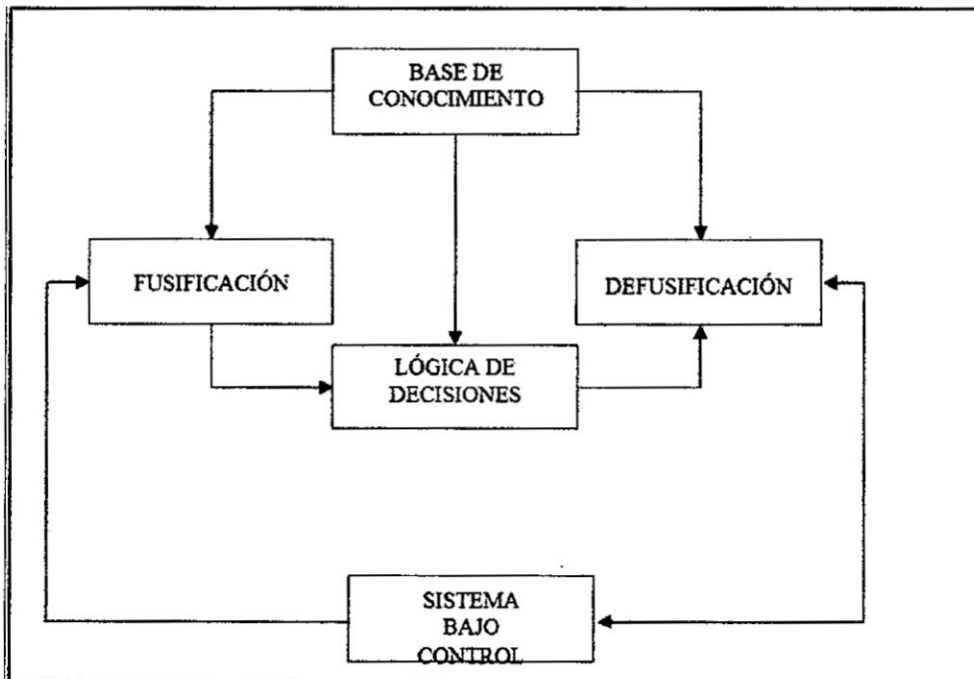 BASE DE
CONOCIMIENTO
FUSIFICACIÓN
DEFUSIFICACIÓN
LÓGICA DE
DECISIONES
SISTEMA
BAJO
CONTROL